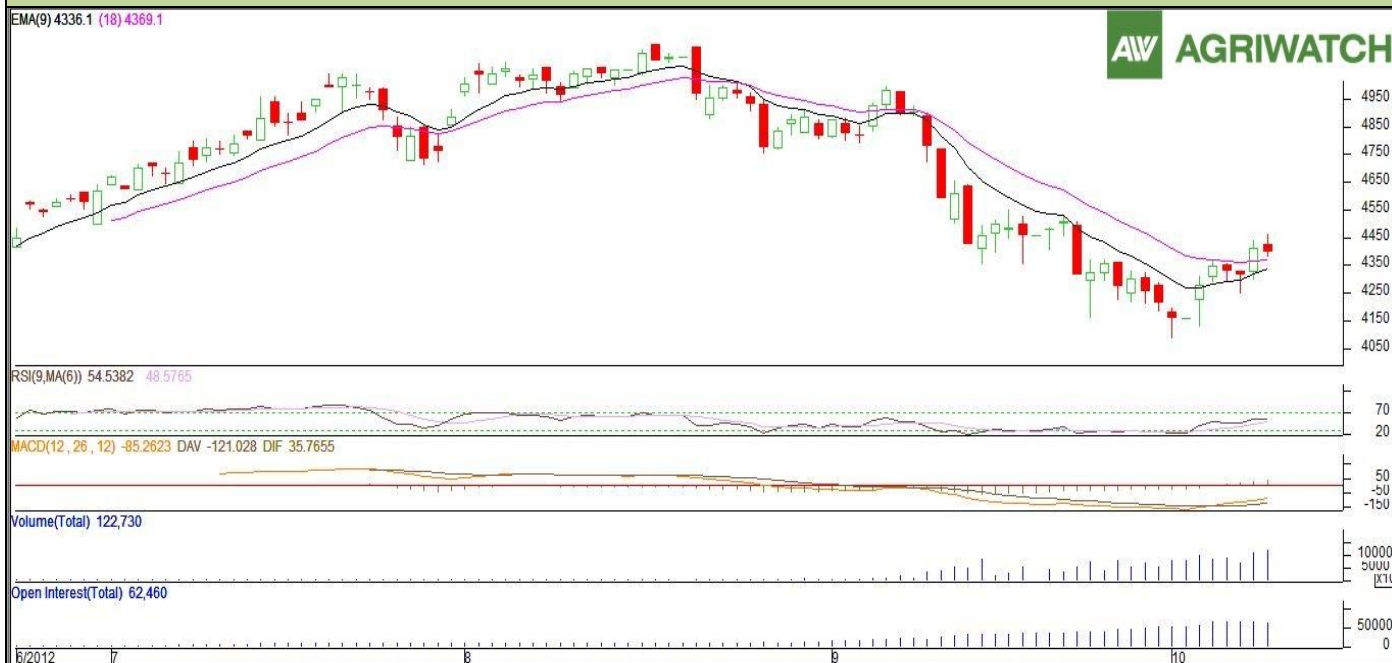 EMA(9) 4336.1 (18) 4369.1
AW AGRIWATCH
4950
4850
4750
4650
4550
4450
4350
4250
4150
4050
RSI(9,MA(6)) 54.5382 48.5765
70
20
MACD(12 , 26 , 12) -85.2623 DAV -121.028 DIF 35.7655
50
-50
-150
Volume(Total) 122,730
10000
5000
Open Interest(Total) 62,460
50000
0
6/2012 7 8 9 10